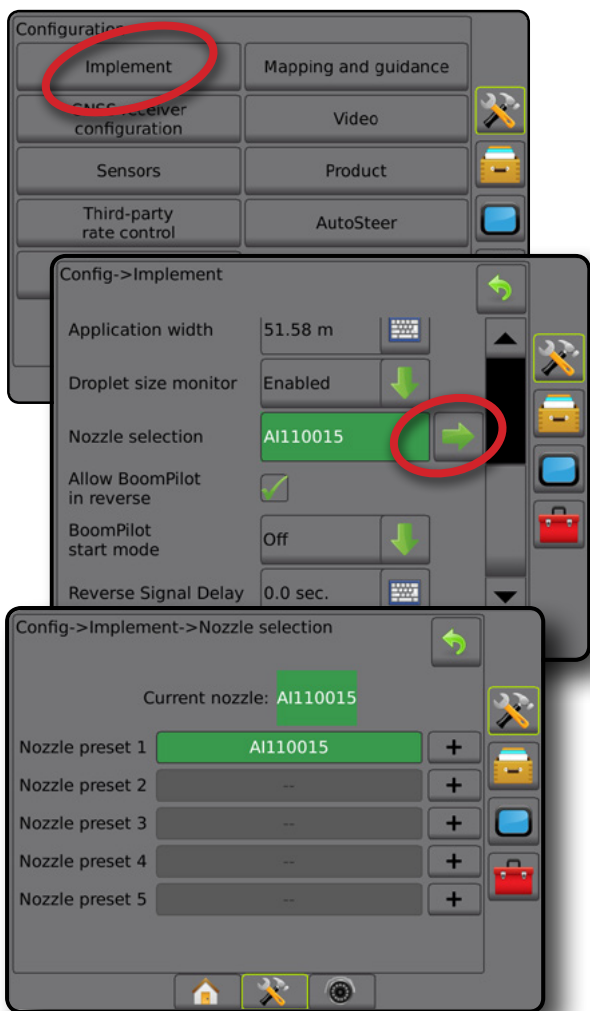 Configuration
Implement
Mapping and guidance
GNSS receiver
configuration
Video
Sensors
Product
Third-party
rate control
AutoSteer
Config->Implement
Application width
51.58 m
Droplet size monitor
Enabled
Nozzle selection
AI110015
Allow BoomPilot
in reverse
BoomPilot
start mode
Off
Reverse Signal Delay
0.0 sec.
Config->Implement->Nozzle selection
Current nozzle: AI110015
Nozzle preset 1 AI110015 +
Nozzle preset 2 -- +
Nozzle preset 3 -- +
Nozzle preset 4 -- +
Nozzle preset 5 -- +